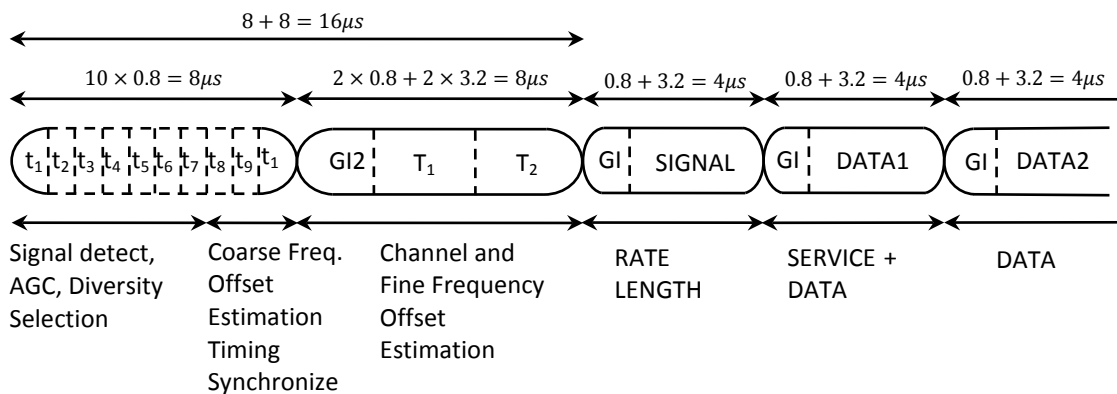 8 + 8 = 16μs
10 × 0.8 = 8μs 2 × 0.8 + 2 × 3.2 = 8μs 0.8 + 3.2 = 4μs 0.8 + 3.2 = 4μs 0.8 + 3.2 = 4μs
t1 t2 t3 t4 t5 t6 t7 t8 t9 t1 GI2 T1 T2 GI SIGNAL GI DATA1 GI DATA2
Signal detect,
AGC, Diversity
Selection
Coarse Freq.
Offset
Estimation
Timing
Synchronize
Channel and
Fine Frequency
Offset
Estimation
RATE
LENGTH
SERVICE +
DATA
DATA